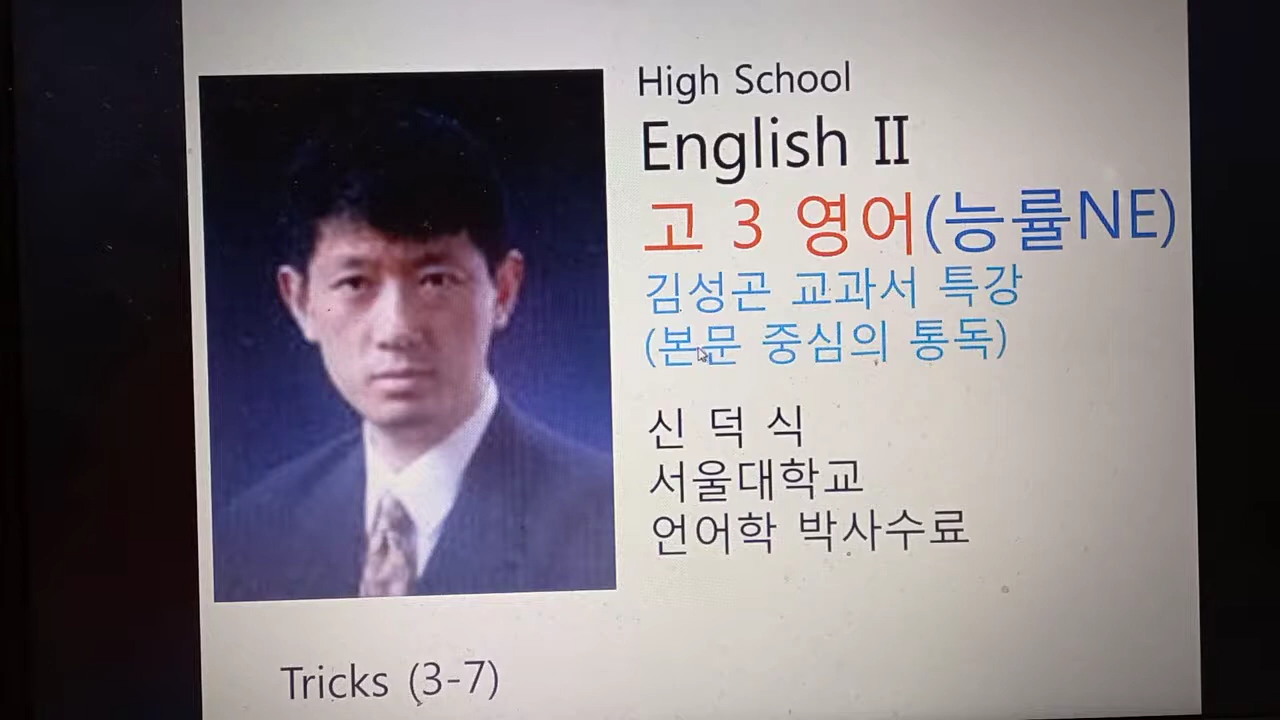 High School
English II
고 3 영어(능률NE)
김성곤 교과서 특강
(본문 중심의 통독)
신 덕 식
서울대학교
언어학 박사수료
Tricks (3-7)